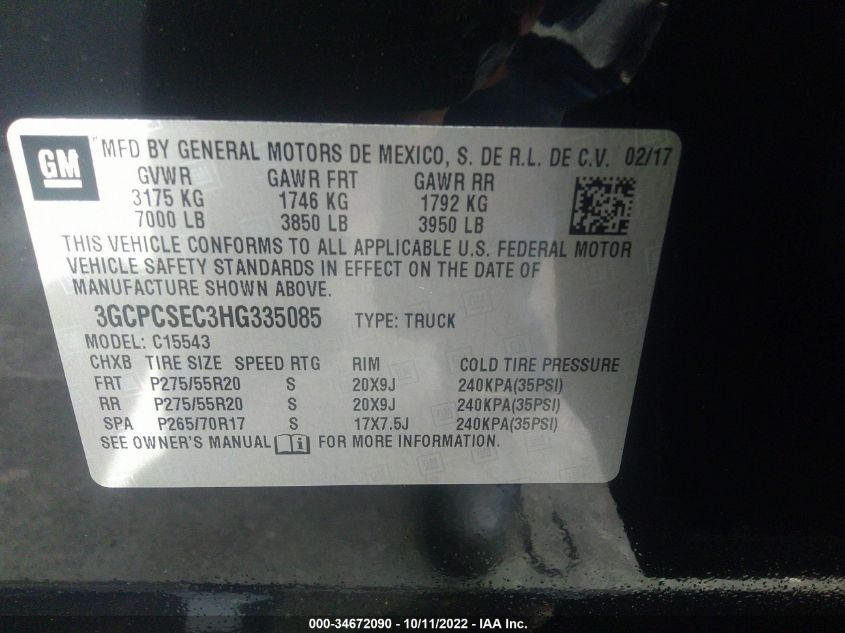 GM
MFD BY GENERAL MOTORS DE MEXICO, S. DE R.L. DE C.V. 02/17
GVWR GAWR FRT GAWR RR
3175 KG 1746 KG 1792 KG
7000 LB 3850 LB 3950 LB
THIS VEHICLE CONFORMS TO ALL APPLICABLE U.S. FEDERAL MOTOR
VEHICLE SAFETY STANDARDS IN EFFECT ON THE DATE OF
MANUFACTURE SHOWN ABOVE.
3GCPCSEC3HG335085 TYPE: TRUCK
MODEL: C15543
CHXB TIRE SIZE SPEED RTG RIM COLD TIRE PRESSURE
FRT P275/55R20 S 20X9J 240KPA(35PSI)
RR P275/55R20 S 20X9J 240KPA(35PSI)
SPA P265/70R17 S 17X7.5J 240KPA(35PSI)
SEE OWNER'S MANUAL i FOR MORE INFORMATION.
000-34672090 - 10/11/2022 - IAA Inc.